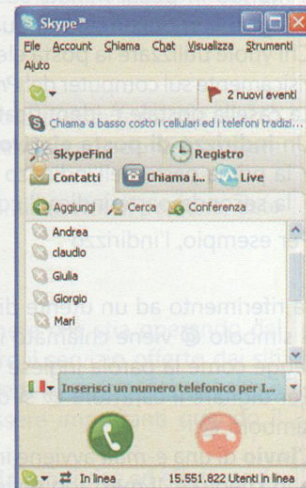 Skype™
File Account Chiama Chat Visualizza Strumenti
Aiuto
2 nuovi eventi
Chiama a basso costo i cellulari ed i telefoni tradizi...
SkypeFind Registro
Contatti Chiama i... Live
Aggiungi Cerca Conferenza
Andrea
claudio
Giulia
Giorgio
Mari
Inserisci un numero telefonico per I...
In linea 15.551.822 Utenti in linea